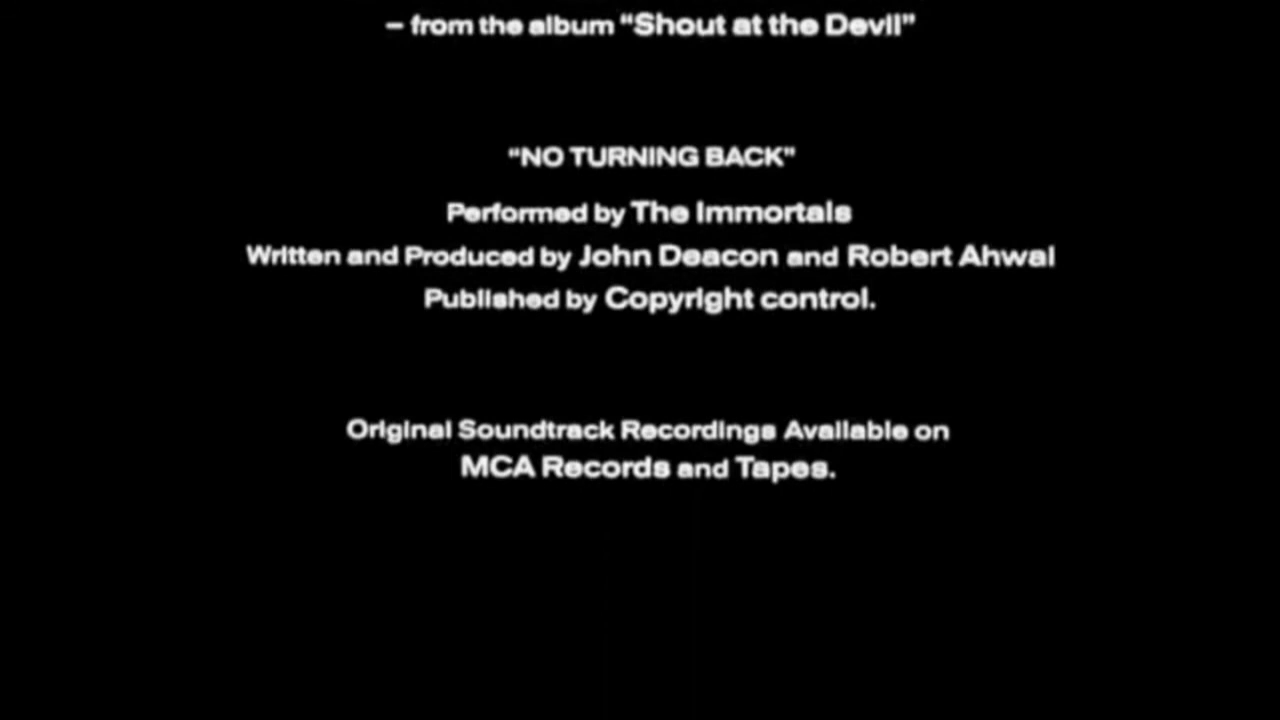 – from the album “Shout at the Devil”
“NO TURNING BACK”
Performed by The Immortals
Written and Produced by John Deacon and Robert Ahwai
Published by Copyright control.
Original Soundtrack Recordings Available on
MCA Records and Tapes.